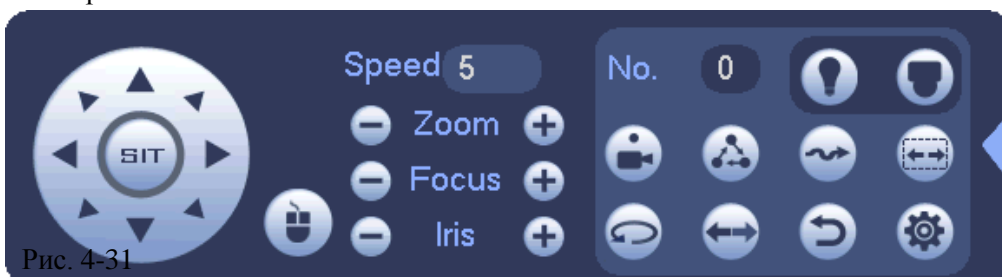 Speed 5
No. 0
Zoom
SIT
Focus
Iris
Рис. 4-31